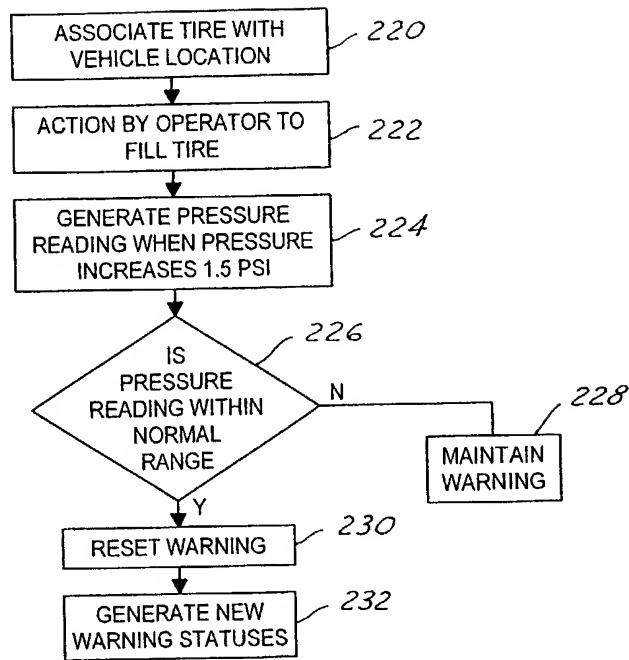 ASSOCIATE TIRE WITH
VEHICLE LOCATION
220
ACTION BY OPERATOR TO
FILL TIRE
222
GENERATE PRESSURE
READING WHEN PRESSURE
INCREASES 1.5 PSI
224
IS
PRESSURE
READING WITHIN
NORMAL
RANGE
226
N
228
MAINTAIN
WARNING
Y
RESET WARNING
230
GENERATE NEW
WARNING STATUSES
232